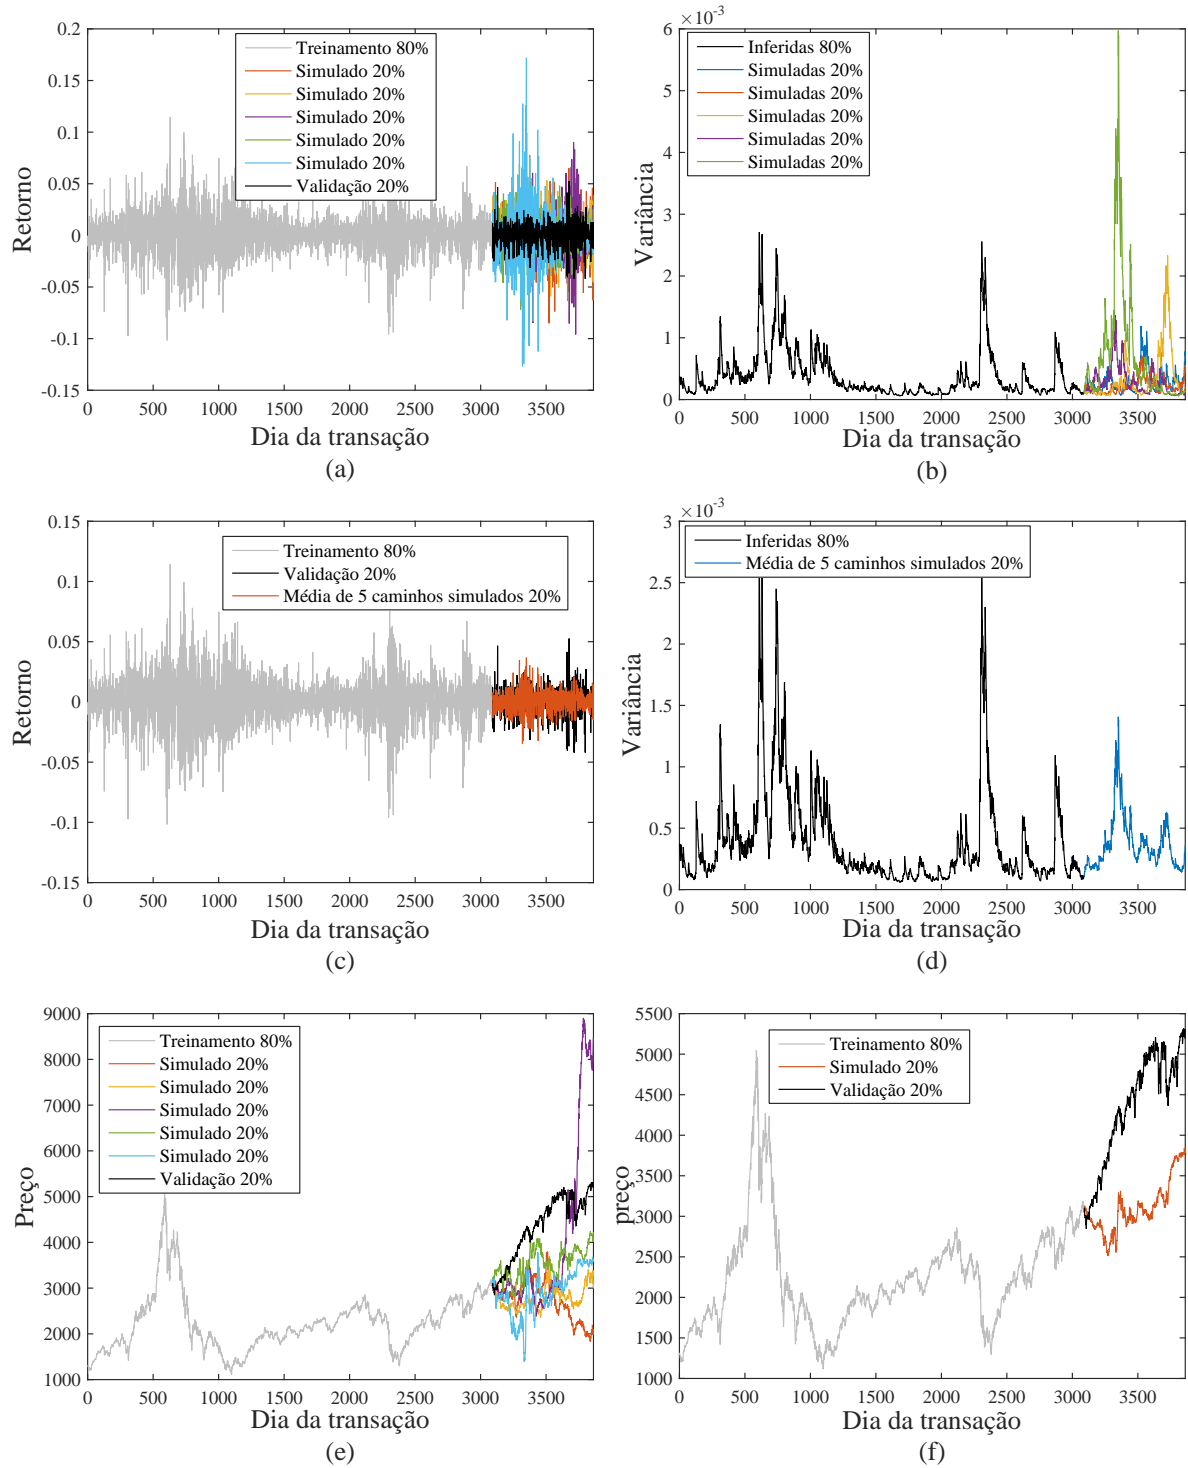 0.2
0.15
0.1
0.05
0
-0.05
-0.1
-0.15
Retorno
Treinamento 80%
Simulado 20%
Simulado 20%
Simulado 20%
Simulado 20%
Simulado 20%
Validação 20%
0 500 1000 1500 2000 2500 3000 3500
Dia da transação
(a)
×10-3
6
5
4
3
2
1
0
Variância
Inferidas 80%
Simuladas 20%
Simuladas 20%
Simuladas 20%
Simuladas 20%
Simuladas 20%
0 500 1000 1500 2000 2500 3000 3500
Dia da transação
(b)
0.15
0.1
0.05
0
-0.05
-0.1
-0.15
Retorno
Treinamento 80%
Validação 20%
Média de 5 caminhos simulados 20%
0 500 1000 1500 2000 2500 3000 3500
Dia da transação
(c)
×10-3
3
2.5
2
1.5
1
0.5
0
Variância
Inferidas 80%
Média de 5 caminhos simulados 20%
0 500 1000 1500 2000 2500 3000 3500
Dia da transação
(d)
9000
8000
7000
6000
5000
4000
3000
2000
1000
Preço
Treinamento 80%
Simulado 20%
Simulado 20%
Simulado 20%
Simulado 20%
Simulado 20%
Validação 20%
0 500 1000 1500 2000 2500 3000 3500
Dia da transação
(e)
5500
5000
4500
4000
3500
3000
2500
2000
1500
1000
preço
Treinamento 80%
Simulado 20%
Validação 20%
0 500 1000 1500 2000 2500 3000 3500
Dia da transação
(f)